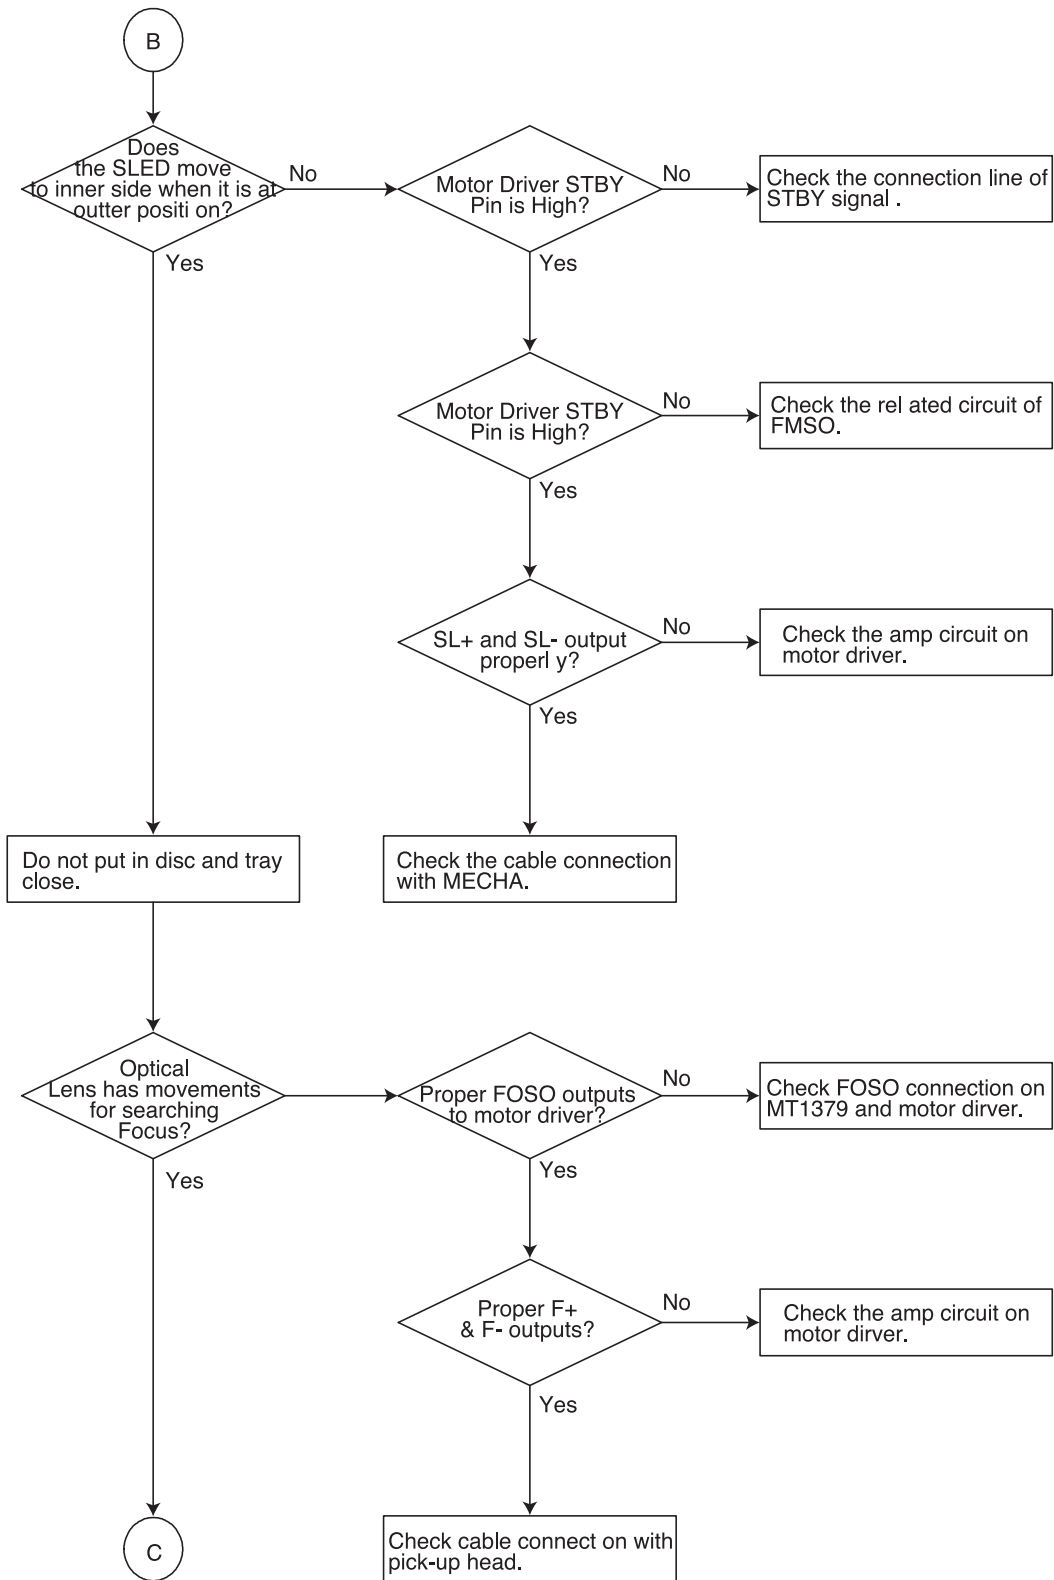 B
Does
the SLED move
to inner side when it is at
outter positi on?
No
Motor Driver STBY
Pin is High?
No
Check the connection line of
STBY signal .
Yes
Yes
Motor Driver STBY
Pin is High?
No
Check the rel ated circuit of
FMSO.
Yes
SL+ and SL- output
properl y?
No
Check the amp circuit on
motor driver.
Yes
Do not put in disc and tray
close.
Check the cable connection
with MECHA.
Optical
Lens has movements
for searching
Focus?
Proper FOSO outputs
to motor driver?
No
Check FOSO connection on
MT1379 and motor dirver.
Yes
Yes
Proper F+
& F- outputs?
No
Check the amp circuit on
motor dirver.
Yes
C
Check cable connect on with
pick-up head.